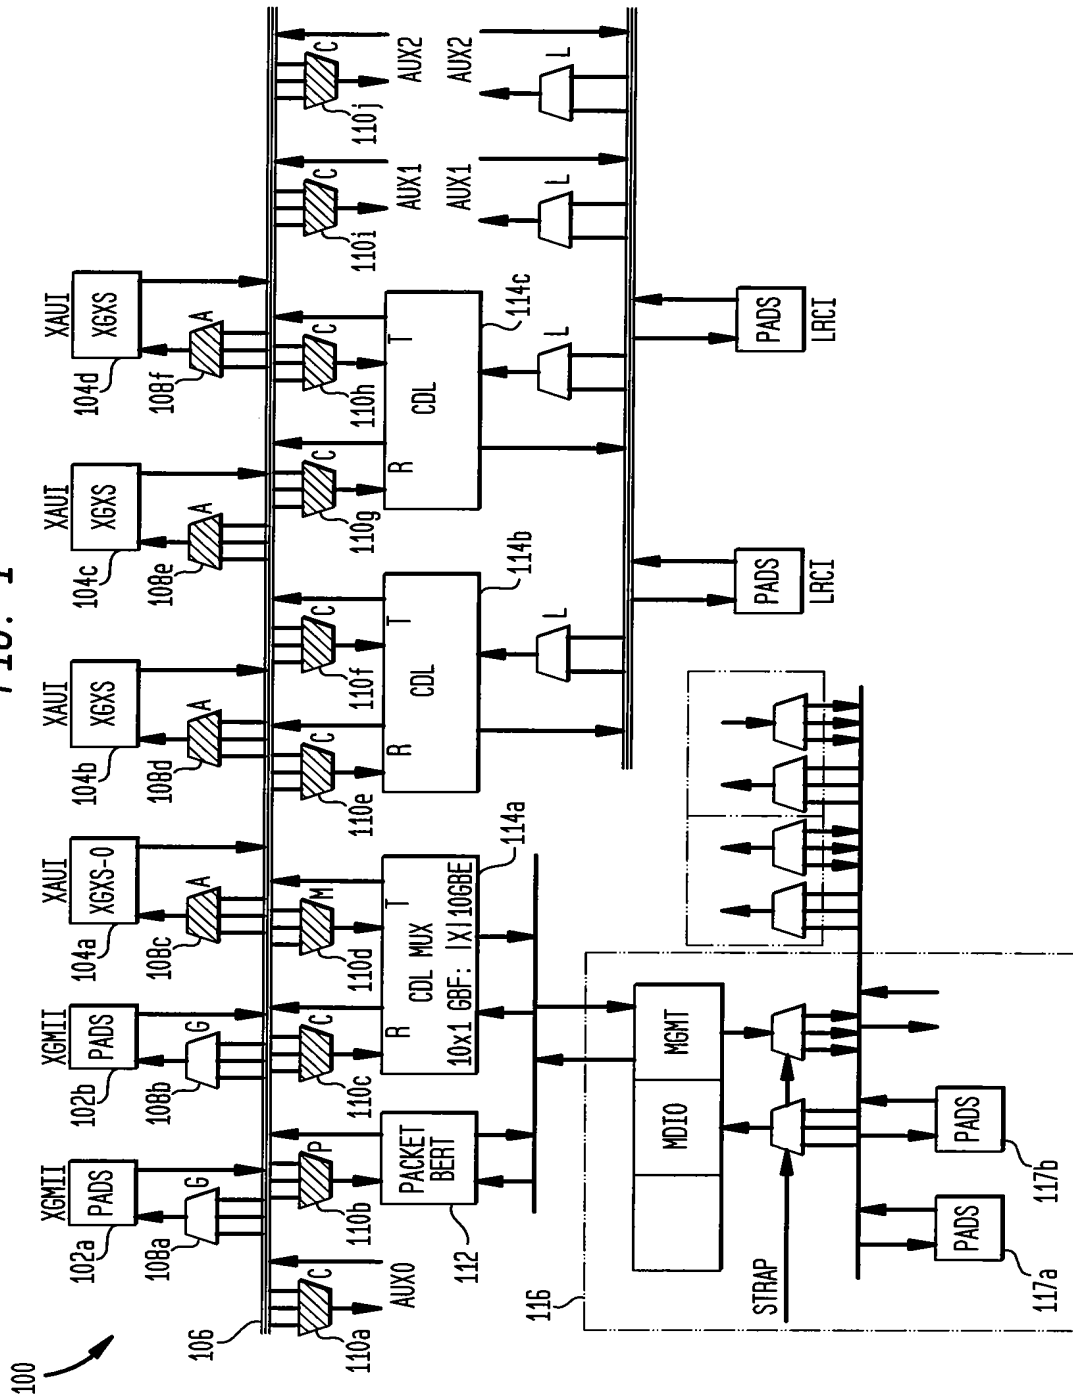 FIG. 1
100
XGMII
PADS
102a
108a
G
XGMII
PADS
102b
108b
G
XAUI
XGXS-0
104a
108c
A
XAUI
XGXS
104b
108d
A
XAUI
XGXS
104c
108e
A
XAUI
XGXS
104d
108f
A
106
110a
C
AUX0
110b
P
110c
C
110d
M
110e
C
110f
C
110g
C
110h
C
110i
C
AUX1
110j
C
AUX2
PACKET
BERT
112
R
T
CDL MUX
10x1 GBF: |X|10GBE
114a
R
T
CDL
114b
R
T
CDL
114c
L
L
AUX1
L
AUX2
L
PADS
LRCI
PADS
LRCI
116
MDIO
MGMT
STRAP
PADS
117a
PADS
117b